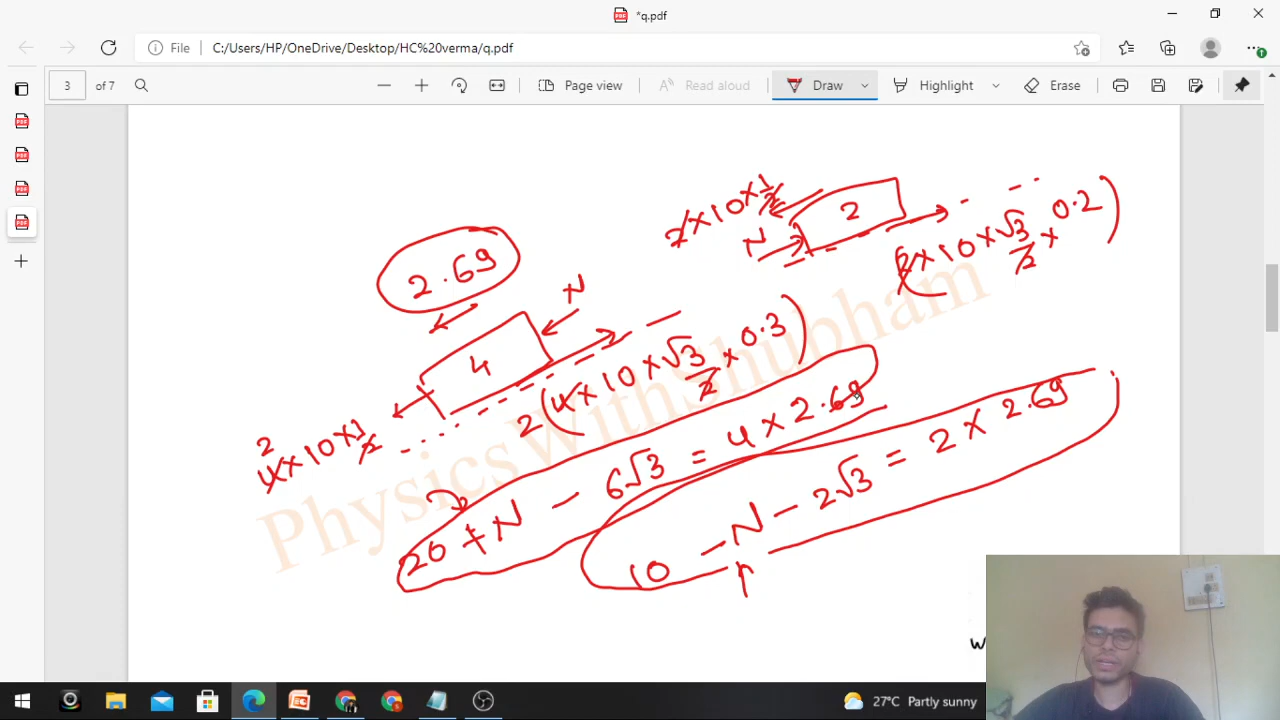 *q.pdf
File C:/Users/HP/OneDrive/Desktop/HC%20verma/q.pdf
3 of 7 Page view Read aloud Draw Highlight Erase
2×10×1/2
N
2
(2×10×√3/2×0.2)
2.69
N
4
2(4×10×√3/2×0.3)
2
4×10×1/2
20+N-6√3=4×2.69
10-N-2√3=2×2.69
PhysicsWithShubham
27°C Partly sunny